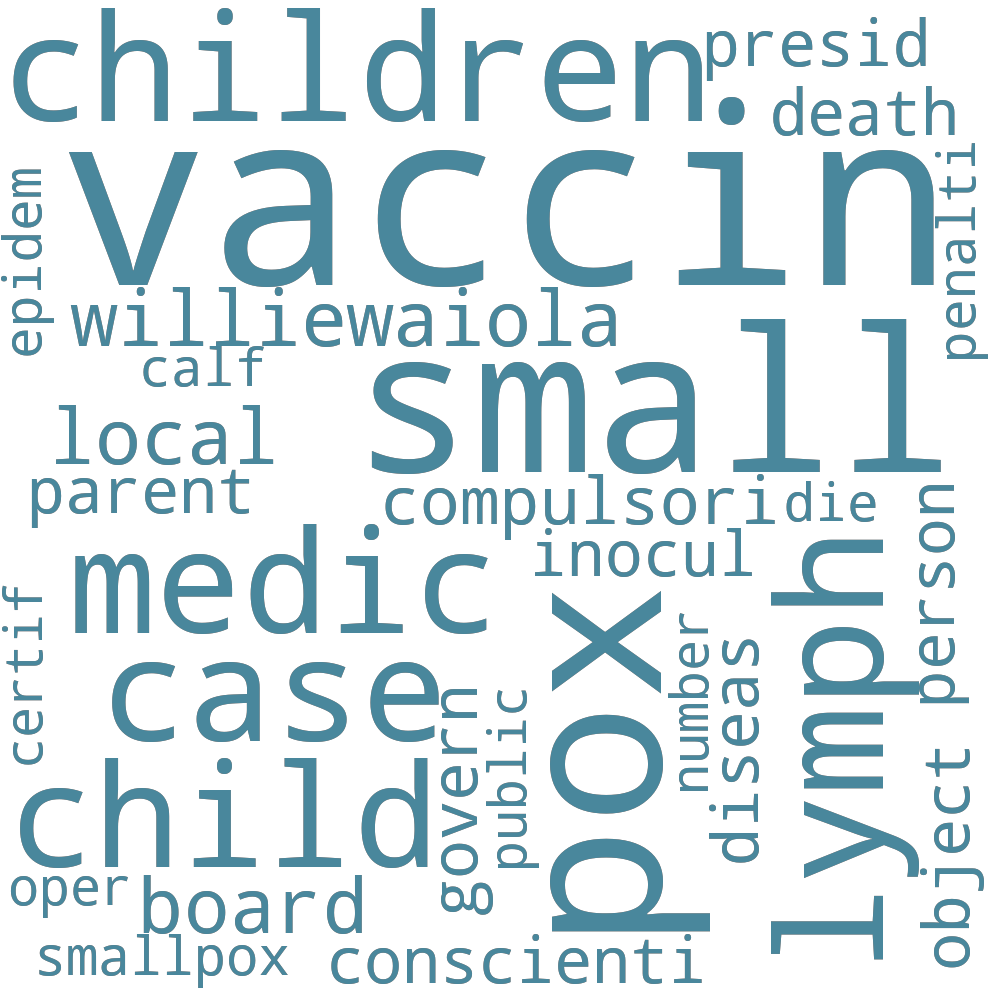 children
presid
death
vaccin
penalti
epidem
williewaiola
calf
small
local
parent
compulsori
die
person
inocul
medic
lymph
pox
certif
number
diseas
case
govern
public
child
object
oper
board
smallpox
conscienti